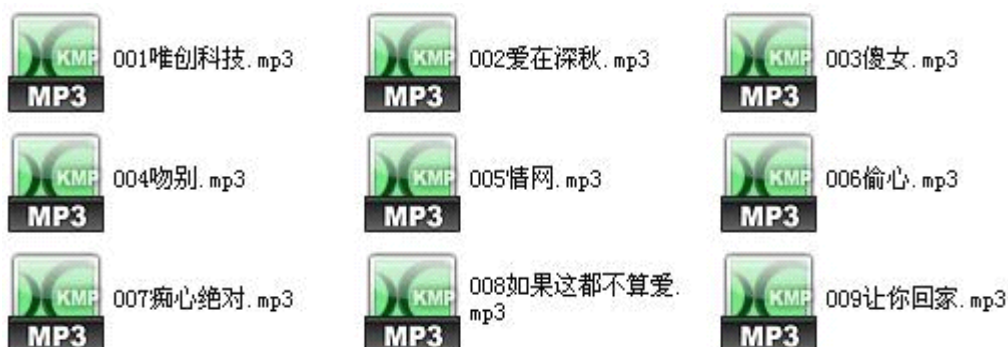 KMP MP3 001唯创科技.mp3
KMP MP3 002爱在深秋.mp3
KMP MP3 003傻女.mp3
KMP MP3 004吻别.mp3
KMP MP3 005情网.mp3
KMP MP3 006偷心.mp3
KMP MP3 007痴心绝对.mp3
KMP MP3 008如果这都不算爱.
mp3
KMP MP3 009让你回家.mp3